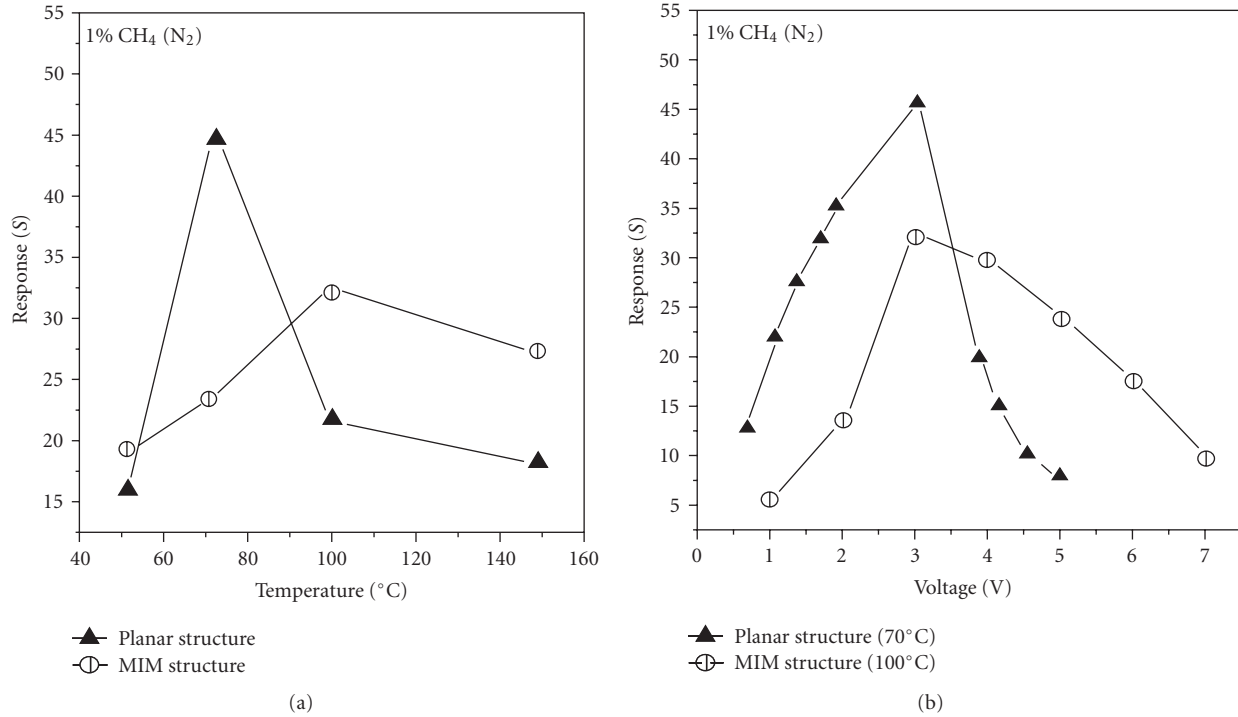 1% CH₄ (N₂)
55
50
45
40
35
30
25
20
15
Response (S)
40 60 80 100 120 140 160
Temperature (°C)
Planar structure
MIM structure
(a)
1% CH₄ (N₂)
55
50
45
40
35
30
25
20
15
10
5
Response (S)
0 1 2 3 4 5 6 7
Voltage (V)
Planar structure (70°C)
MIM structure (100°C)
(b)